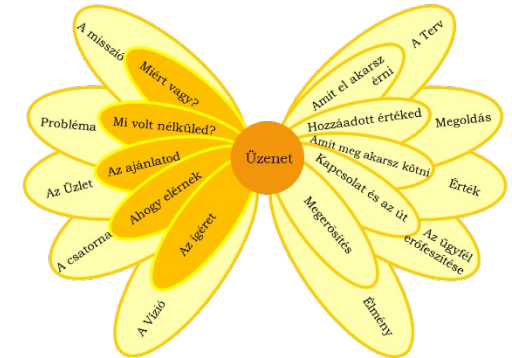 A misszió
Miért vagy?
Probléma
Mi volt nélküled?
Az Üzlet
Az ajánlatod
A csatorna
Ahogy elérnek
A Vízió
Az igéret
Üzenet
A Terv
Amit el akarsz
érni
Hozzáadott értéked
Megoldás
Amit meg akarsz kötni
Érték
Kapcsolat és az út
Az ügyfél
erőfeszítése
Megerősítés
Élmény